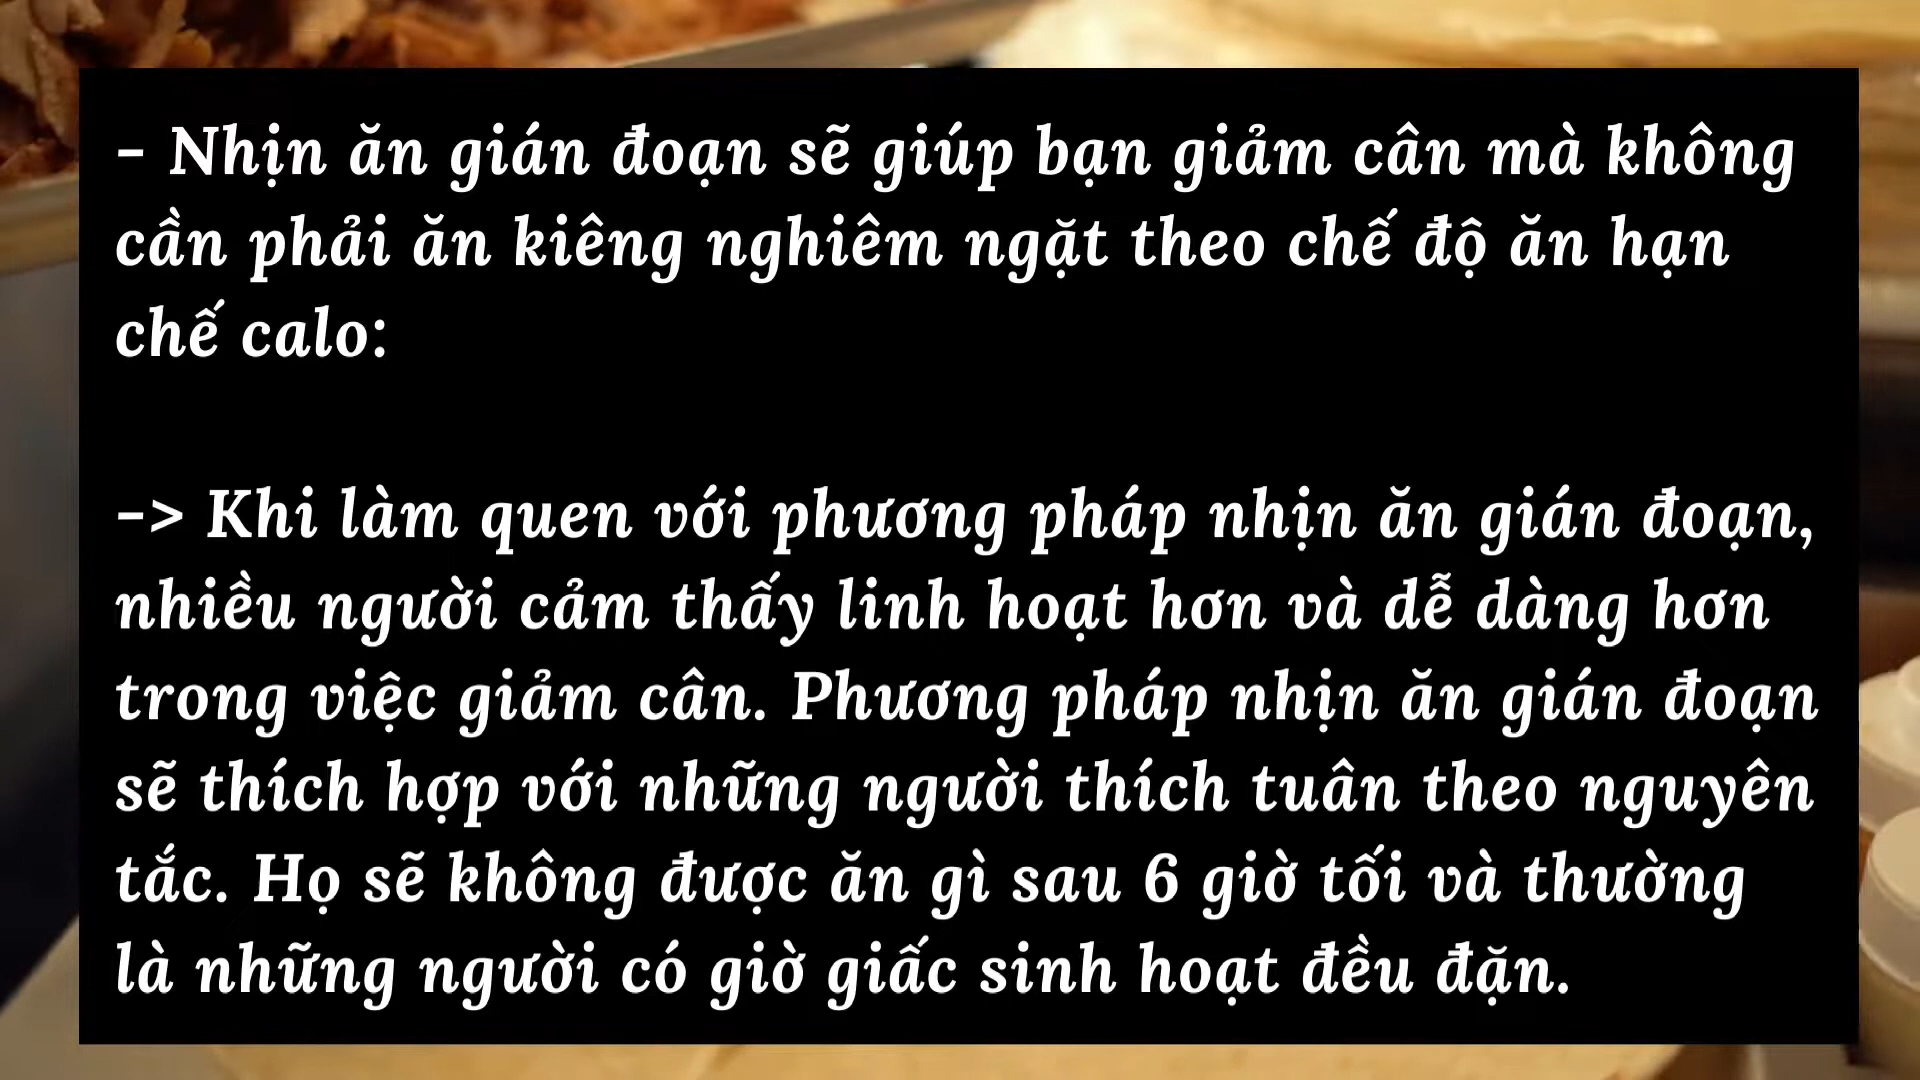 - Nhịn ăn gián đoạn sẽ giúp bạn giảm cân mà không
cần phải ăn kiêng nghiêm ngặt theo chế độ ăn hạn
chế calo:
-> Khi làm quen với phương pháp nhịn ăn gián đoạn,
nhiều người cảm thấy linh hoạt hơn và dễ dàng hơn
trong việc giảm cân. Phương pháp nhịn ăn gián đoạn
sẽ thích hợp với những người thích tuân theo nguyên
tắc. Họ sẽ không được ăn gì sau 6 giờ tối và thường
là những người có giờ giấc sinh hoạt đều đặn.